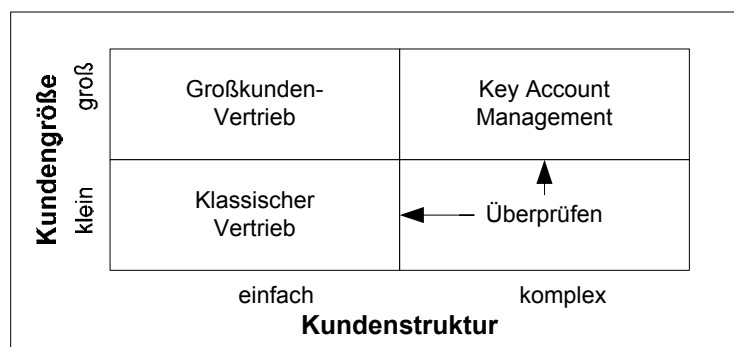 Kundengröße
groß
klein
Großkunden-
Vertrieb
Key Account
Management
Klassischer
Vertrieb
Überprüfen
einfach
komplex
Kundenstruktur